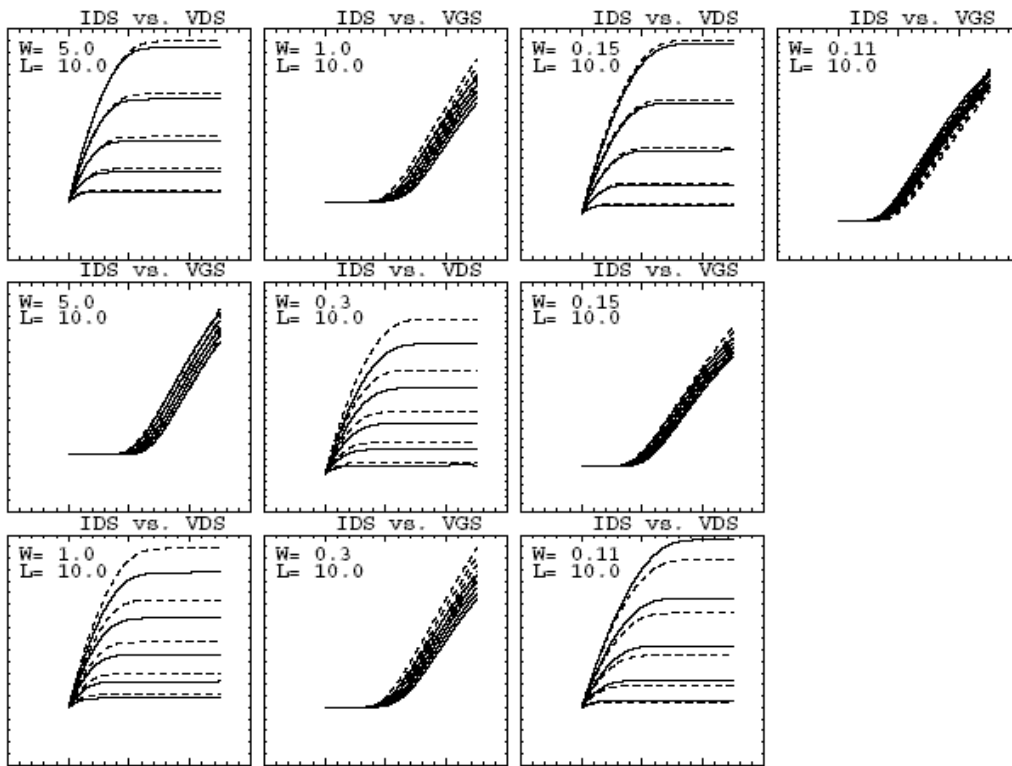 IDS vs. VDS
W= 5.0
L= 10.0
IDS vs. VGS
W= 1.0
L= 10.0
IDS vs. VDS
W= 0.15
L= 10.0
IDS vs. VGS
W= 0.11
L= 10.0
IDS vs. VGS
W= 5.0
L= 10.0
IDS vs. VDS
W= 0.3
L= 10.0
IDS vs. VGS
W= 0.15
L= 10.0
IDS vs. VDS
W= 1.0
L= 10.0
IDS vs. VGS
W= 0.3
L= 10.0
IDS vs. VDS
W= 0.11
L= 10.0